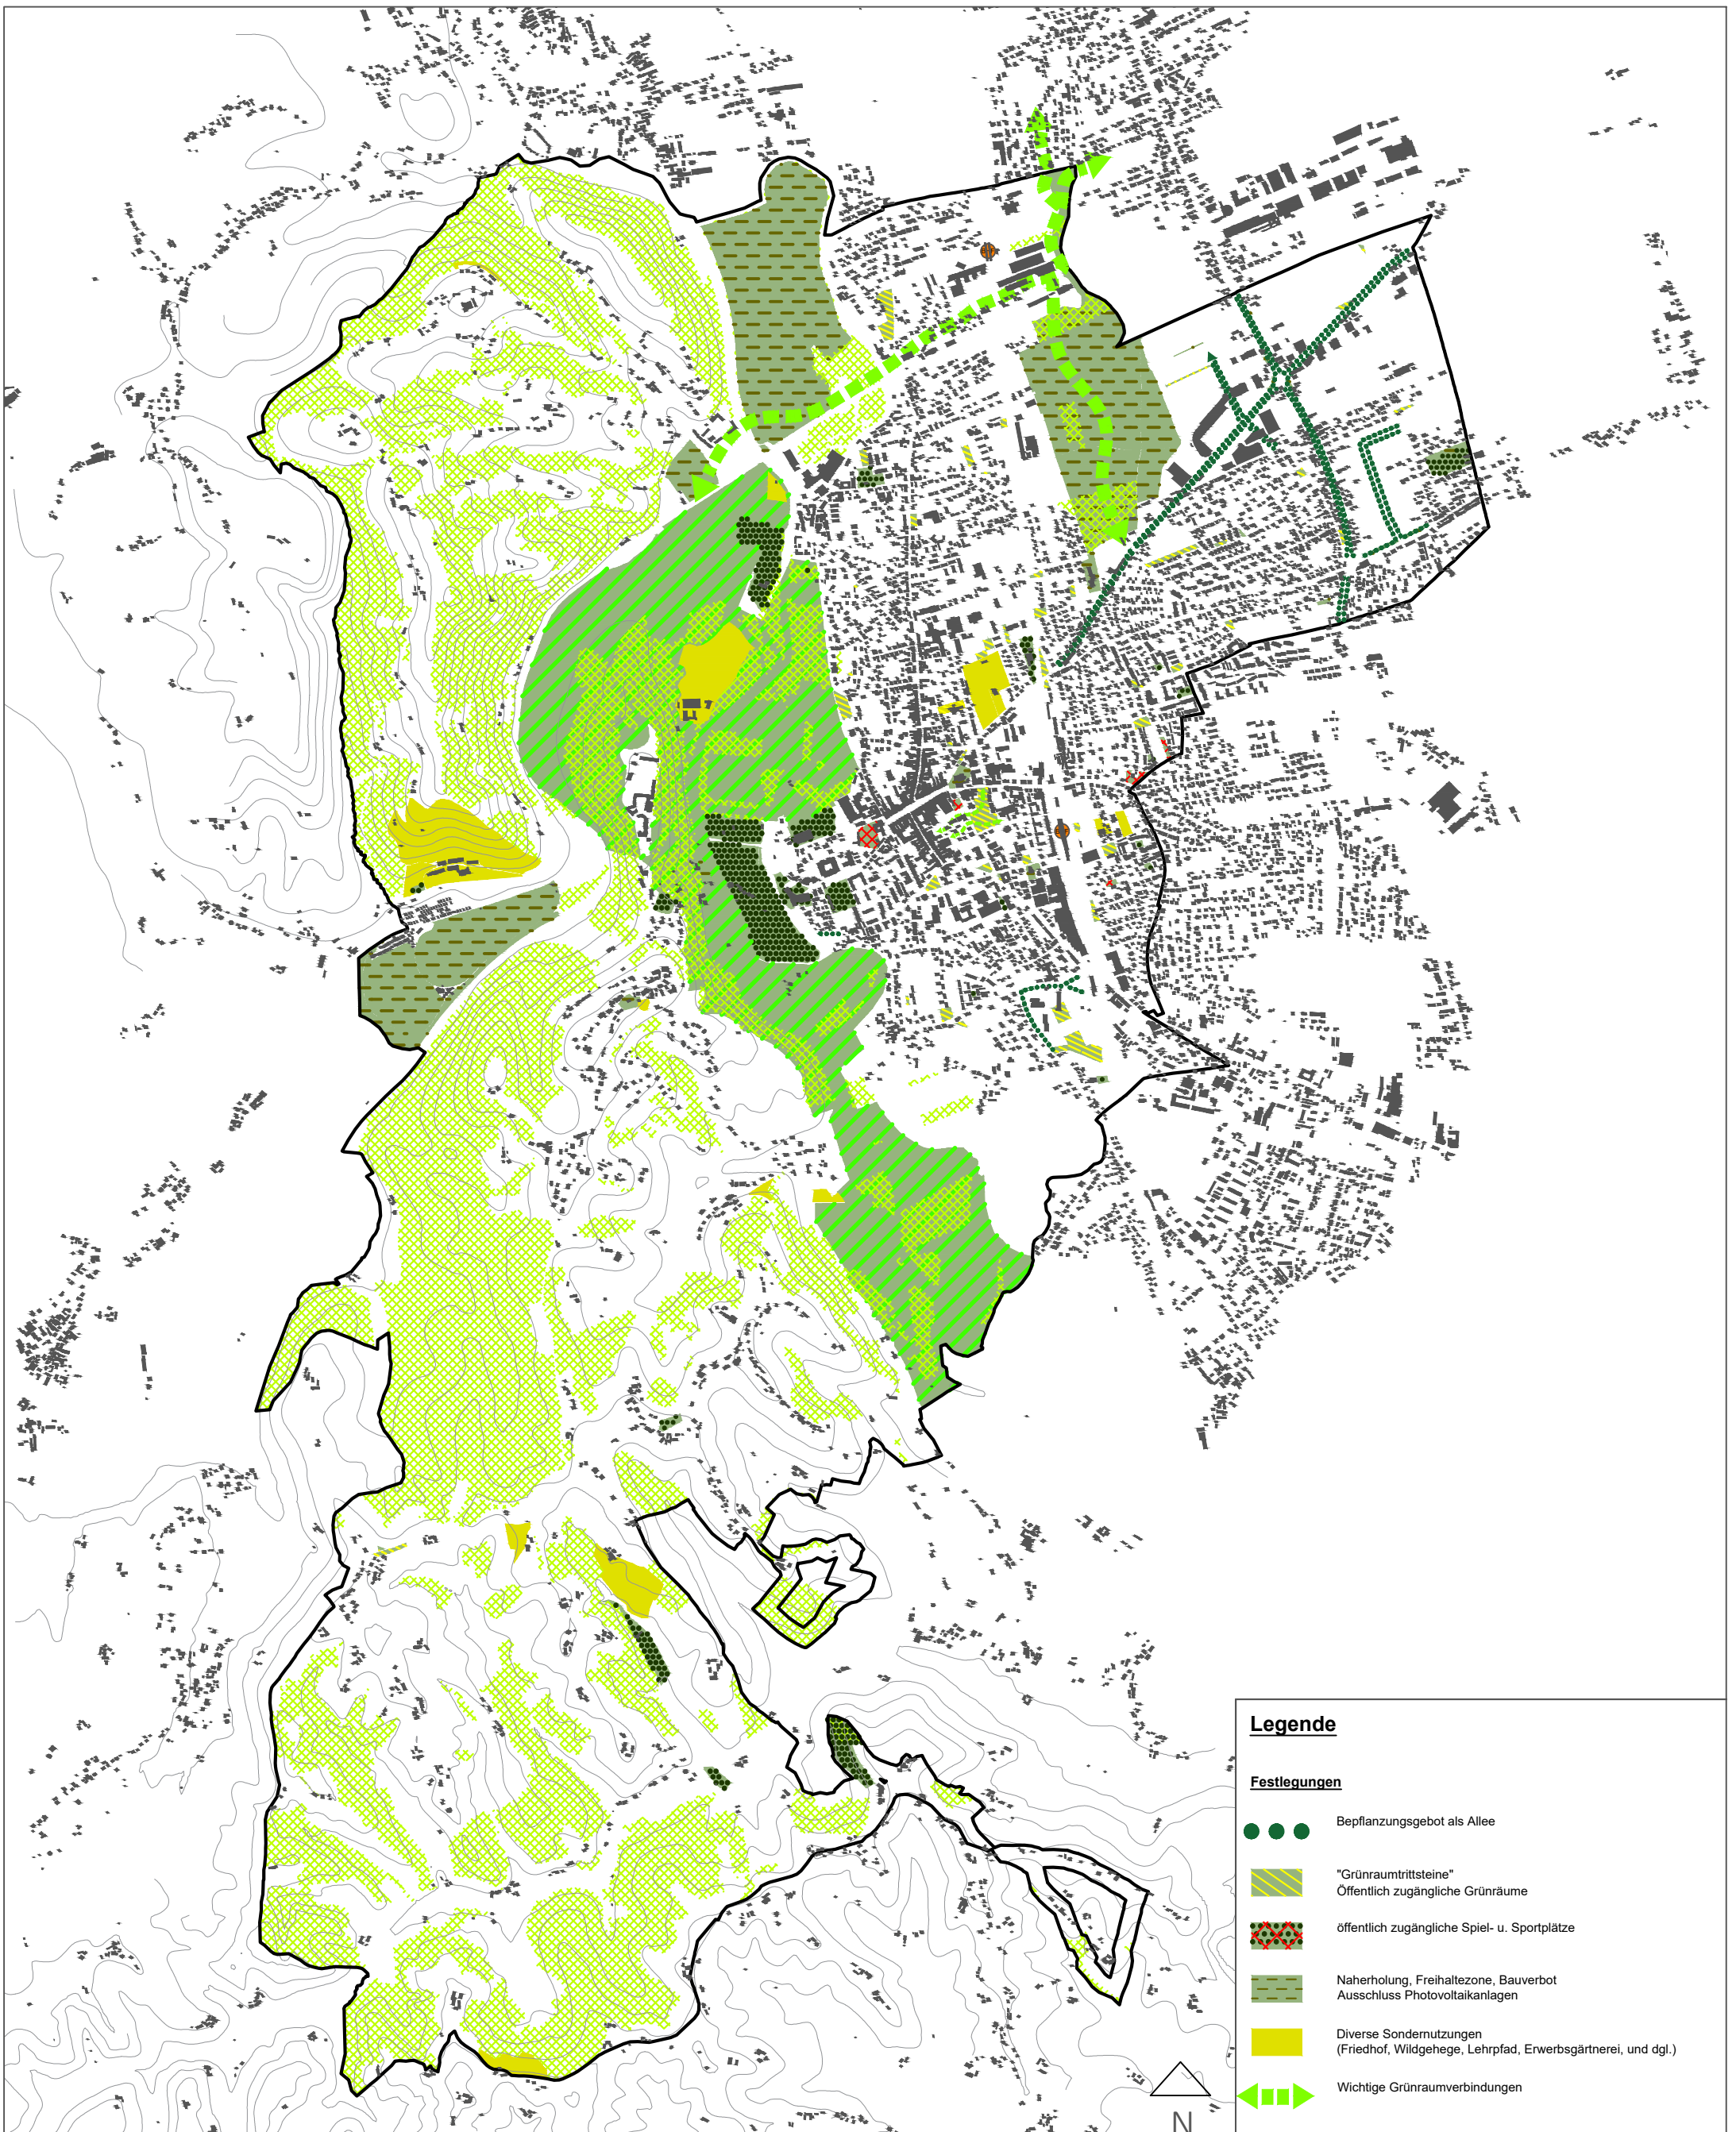 Legende
Festlegungen
Bepflanzungsgebot als Allee
"Grünraumtrittsteine"
Öffentlich zugängliche Grünräume
öffentlich zugängliche Spiel- u. Sportplätze
Naherholung, Freihaltezone, Bauverbot
Ausschluss Photovoltaikanlagen
Diverse Sondernutzungen
(Friedhof, Wildgehege, Lehrpfad, Erwerbsgärtnerei, und dgl.)
Wichtige Grünraumverbindungen
N